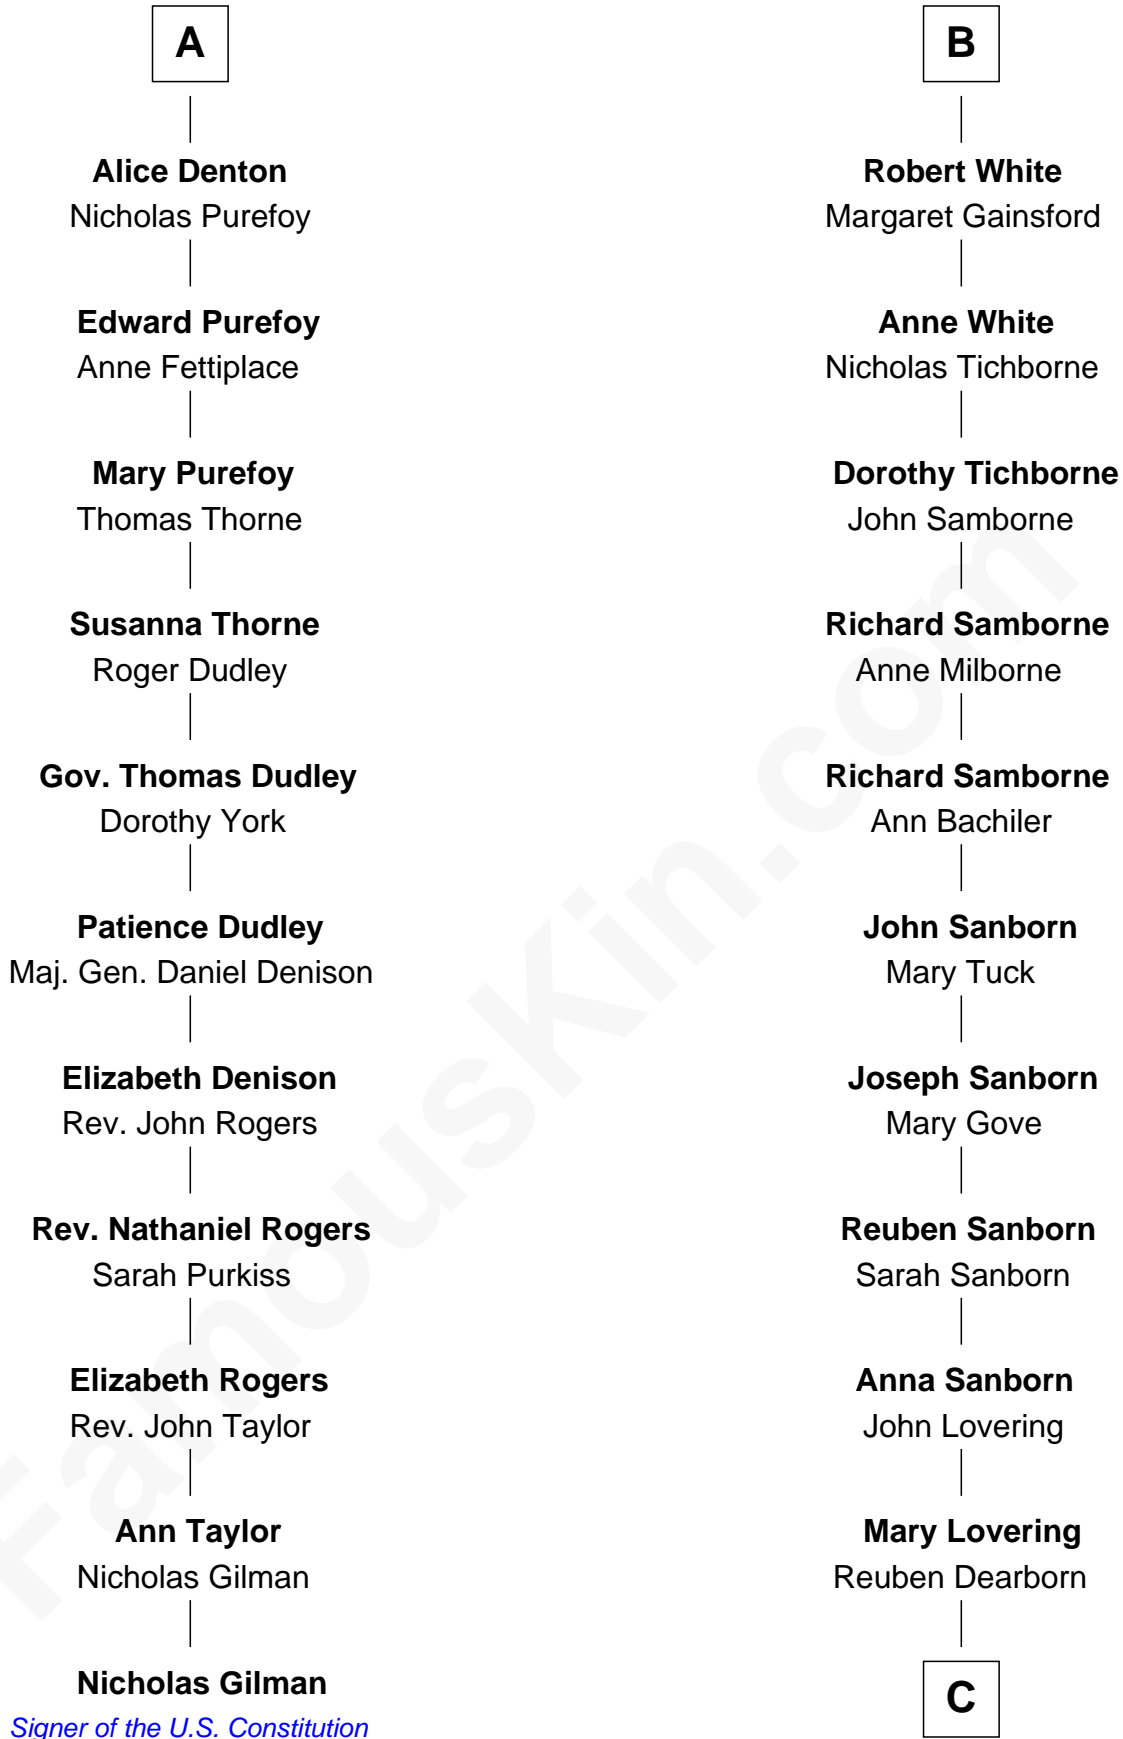 A
Alice Denton
Nicholas Purefoy
Edward Purefoy
Anne Fettiplace
Mary Purefoy
Thomas Thorne
Susanna Thorne
Roger Dudley
Gov. Thomas Dudley
Dorothy York
Patience Dudley
Maj. Gen. Daniel Denison
Elizabeth Denison
Rev. John Rogers
Rev. Nathaniel Rogers
Sarah Purkiss
Elizabeth Rogers
Rev. John Taylor
Ann Taylor
Nicholas Gilman
Nicholas Gilman
Signer of the U.S. Constitution
B
Robert White
Margaret Gainsford
Anne White
Nicholas Tichborne
Dorothy Tichborne
John Samborne
Richard Samborne
Anne Milborne
Richard Samborne
Ann Bachiler
John Sanborn
Mary Tuck
Joseph Sanborn
Mary Gove
Reuben Sanborn
Sarah Sanborn
Anna Sanborn
John Lovering
Mary Lovering
Reuben Dearborn
C
FamousKin.com